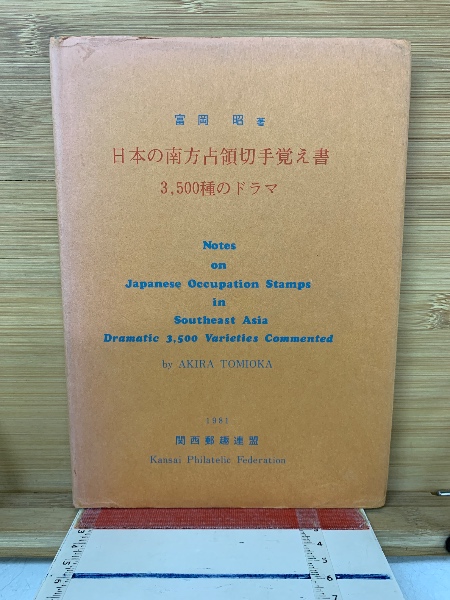 富岡 昭 著
日本の南方占領切手覚え書
3,500種のドラマ
Notes
on
Japanese Occupation Stamps
in
Southeast Asia
Dramatic 3,500 Varieties Commented
by AKIRA TOMIOKA
1981
関西郵趣連盟
Kansai Philatelic Federation